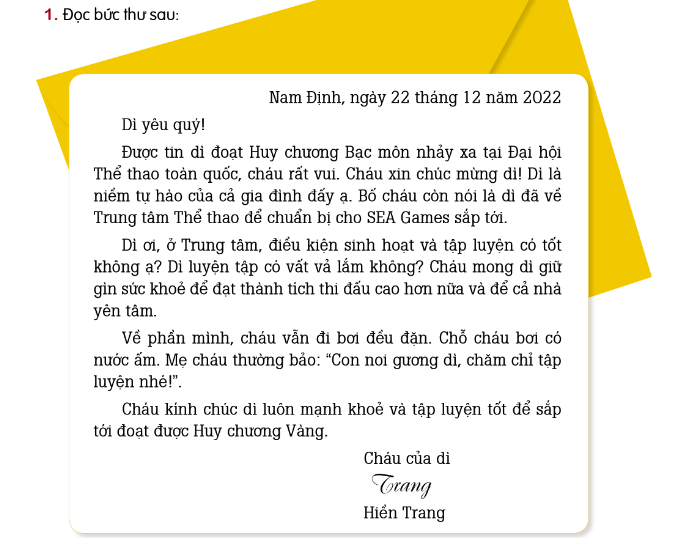 1. Đọc bức thư sau:
Nam Định, ngày 22 tháng 12 năm 2022
Dì yêu quý!
Được tin dì đoạt Huy chương Bạc môn nhảy xa tại Đại hội
Thể thao toàn quốc, cháu rất vui. Cháu xin chúc mừng dì! Dì là
niềm tự hào của cả gia đình đấy ạ. Bố cháu còn nói là dì đã về
Trung tâm Thể thao để chuẩn bị cho SEA Games sắp tới.
Dì ơi, ở Trung tâm, điều kiện sinh hoạt và tập luyện có tốt
không ạ? Dì luyện tập có vất vả lắm không? Cháu mong dì giữ
gìn sức khoẻ để đạt thành tích thi đấu cao hơn nữa và để cả nhà
yên tâm.
Về phần mình, cháu vẫn đi bơi đều đặn. Chỗ cháu bơi có
nước ấm. Mẹ cháu thường bảo: “Con noi gương dì, chăm chỉ tập
luyện nhé!”.
Cháu kính chúc dì luôn mạnh khoẻ và tập luyện tốt để sắp
tới đoạt được Huy chương Vàng.
Cháu của dì
Trang
Hiền Trang